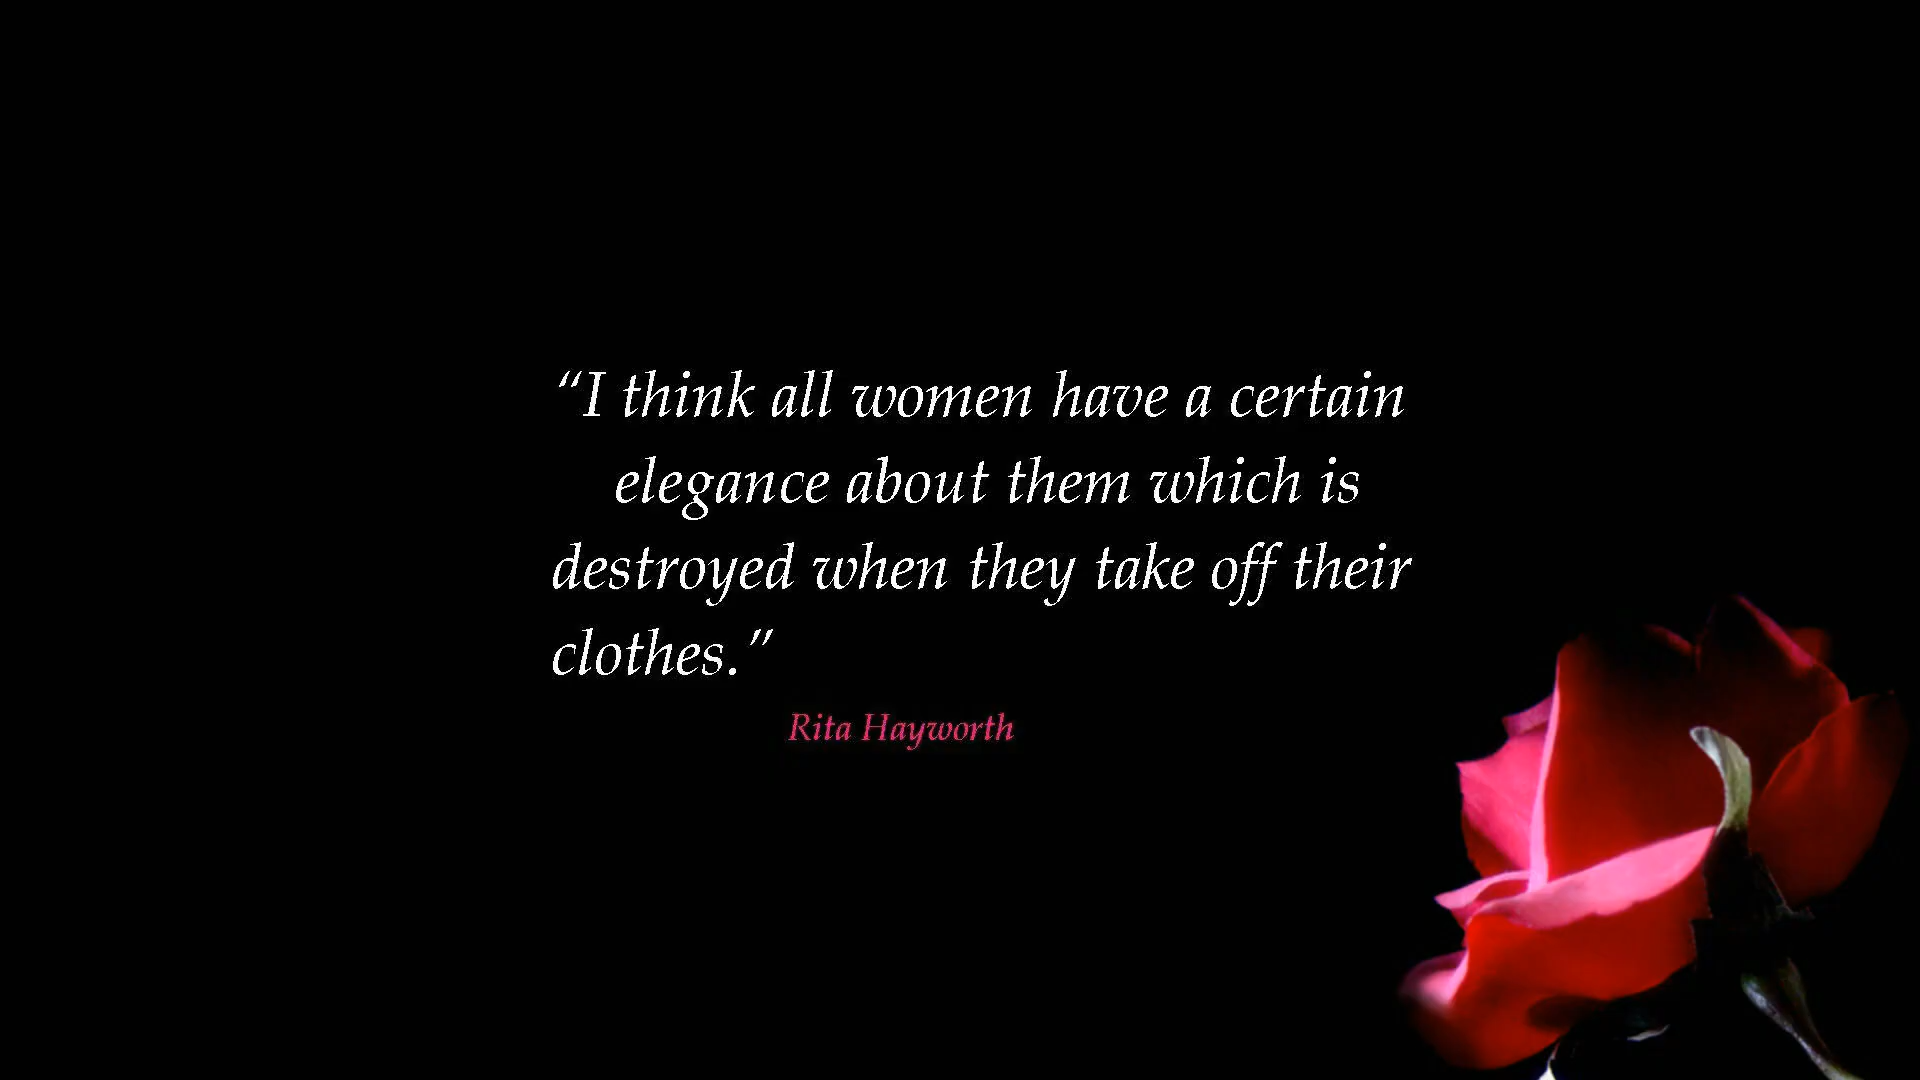 “I think all women have a certain
elegance about them which is
destroyed when they take off their
clothes.”
Rita Hayworth